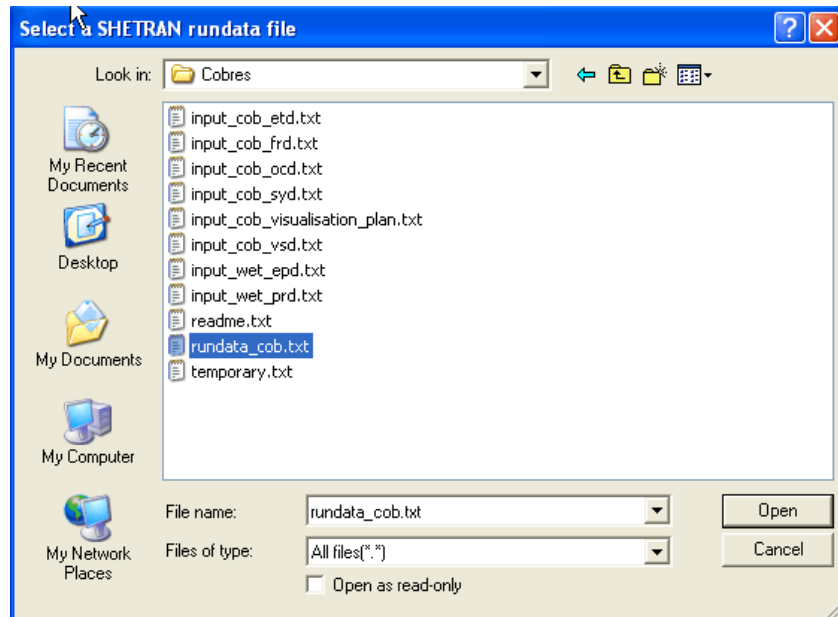 Select a SHETRAN rundata file
Look in: Cobres
My Recent
Documents
Desktop
My Documents
My Computer
My Network
Places
input_cob_etd.txt
input_cob_frd.txt
input_cob_ocd.txt
input_cob_syd.txt
input_cob_visualisation_plan.txt
input_cob_vsd.txt
input_wet_epd.txt
input_wet_prd.txt
readme.txt
rundata_cob.txt
temporary.txt
File name: rundata_cob.txt Open
Files of type: All files(*.*) Cancel
Open as read-only